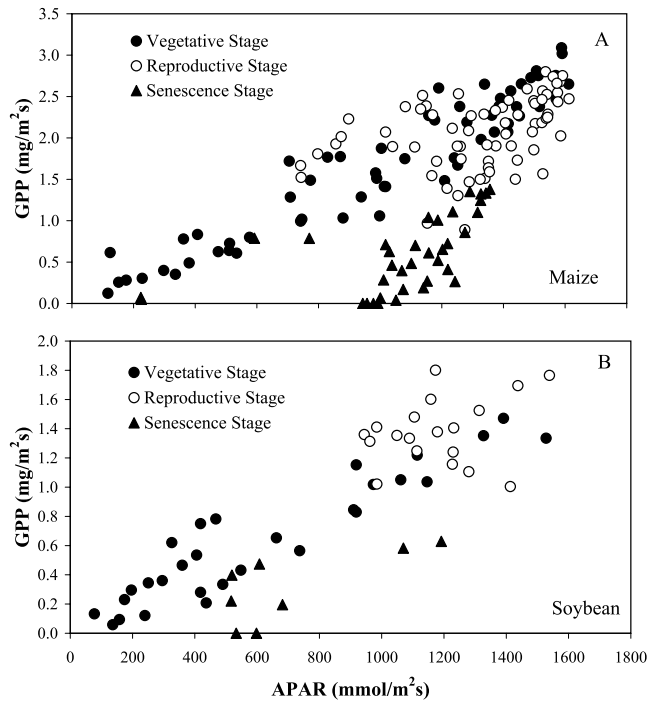 A
Vegetative Stage
Reproductive Stage
Senescence Stage
GPP (mg/m²s)
3.5
3.0
2.5
2.0
1.5
1.0
0.5
0.0
Maize
B
Vegetative Stage
Reproductive Stage
Senescence Stage
GPP (mg/m²s)
2.0
1.8
1.6
1.4
1.2
1.0
0.8
0.6
0.4
0.2
0.0
Soybean
0 200 400 600 800 1000 1200 1400 1600 1800
APAR (mmol/m²s)